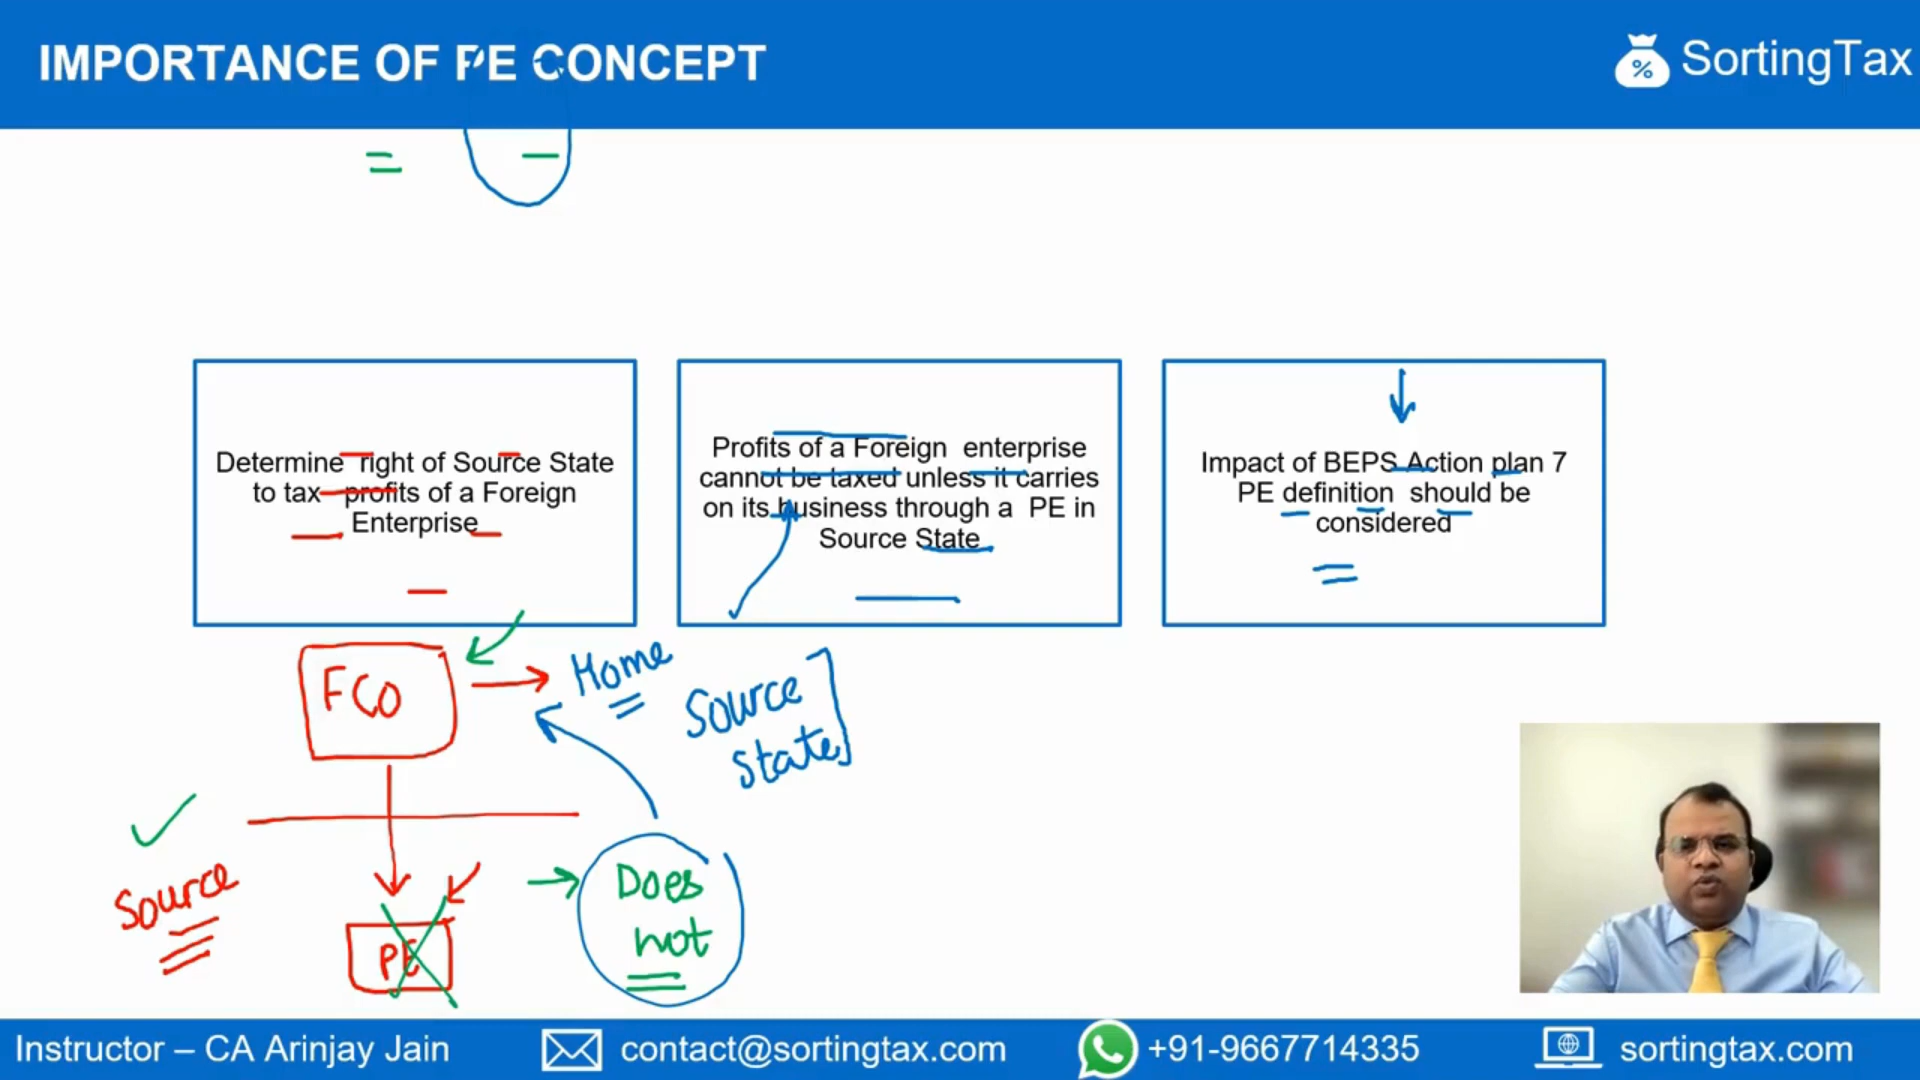 IMPORTANCE OF PE CONCEPT
SortingTax
Determine right of Source State
to tax profits of a Foreign
Enterprise
Profits of a Foreign enterprise
cannot be taxed unless it carries
on its business through a PE in
Source State
Impact of BEPS Action plan 7
PE definition should be
considered
FCO
Home
Source
State
Source
PE
Does
not
Instructor – CA Arinjay Jain
contact@sortingtax.com
+91-9667714335
sortingtax.com